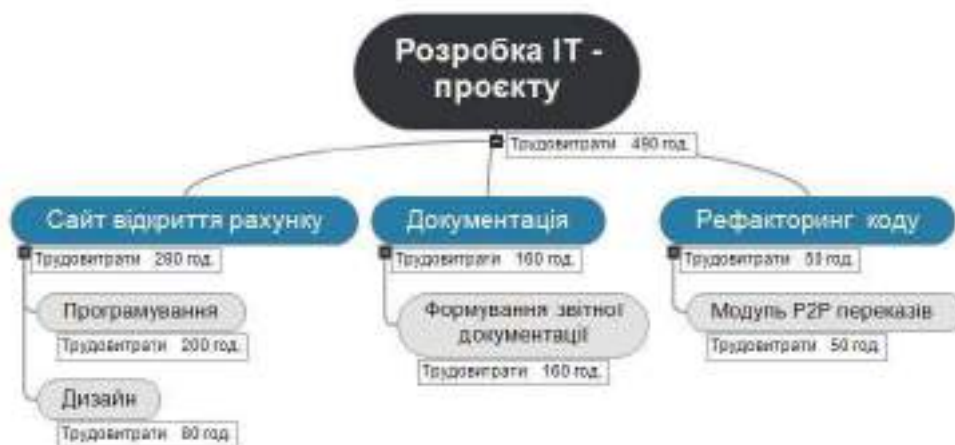 Розробка ІТ -
проєкту
Трудовитрати 490 год.
Сайт відкриття рахунку
Документація
Рефакторинг коду
Трудовитрати 280 год.
Трудовитрати 160 год.
Трудовитрати 50 год.
Програмування
Трудовитрати 200 год.
Формування звітної
документації
Трудовитрати 160 год.
Модуль P2P переказів
Трудовитрати 50 год.
Дизайн
Трудовитрати 80 год.